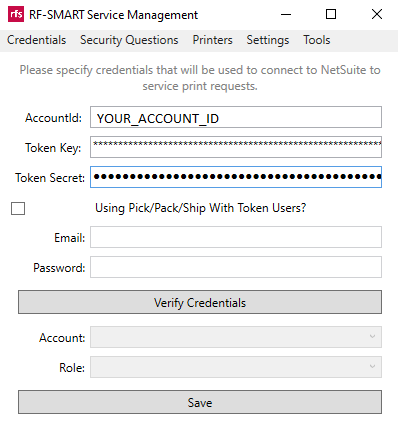 rfs RF-SMART Service Management
Credentials Security Questions Printers Settings Tools
Please specify credentials that will be used to connect to NetSuite to
service print requests.
AccountId: YOUR_ACCOUNT_ID
Token Key: ************************************************************
Token Secret: ●●●●●●●●●●●●●●●●●●●●●●●●●●●●●●●●●●●●●●●●
Using Pick/Pack/Ship With Token Users?
Email:
Password:
Verify Credentials
Account:
Role:
Save